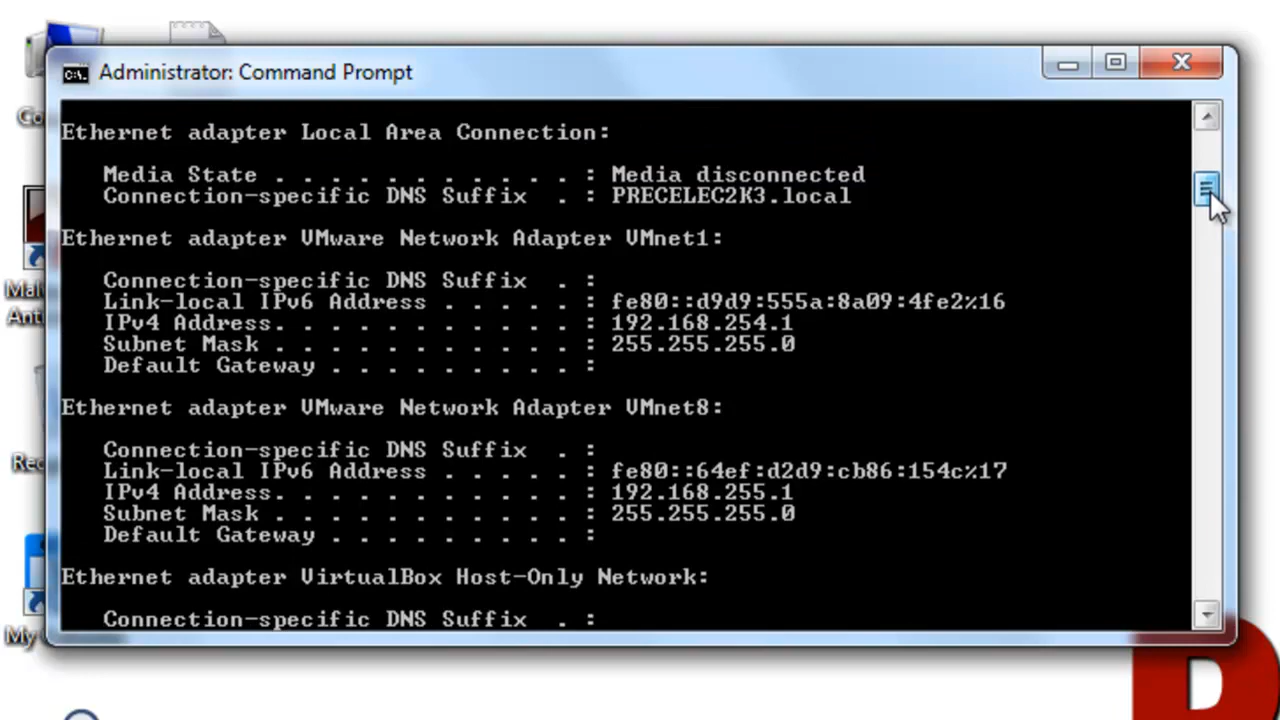 Administrator: Command Prompt
Ethernet adapter Local Area Connection:
Media State . . . . . . . . . . . : Media disconnected
Connection-specific DNS Suffix . : PRECELEC2K3.local
Ethernet adapter VMware Network Adapter VMnet1:
Connection-specific DNS Suffix . :
Link-local IPv6 Address . . . . . : fe80::d9d9:555a:8a09:4fe2%16
IPv4 Address. . . . . . . . . . . : 192.168.254.1
Subnet Mask . . . . . . . . . . . : 255.255.255.0
Default Gateway . . . . . . . . . :
Ethernet adapter VMware Network Adapter VMnet8:
Connection-specific DNS Suffix . :
Link-local IPv6 Address . . . . . : fe80::64ef:d2d9:cb86:154c%17
IPv4 Address. . . . . . . . . . . : 192.168.255.1
Subnet Mask . . . . . . . . . . . : 255.255.255.0
Default Gateway . . . . . . . . . :
Ethernet adapter VirtualBox Host-Only Network:
Connection-specific DNS Suffix . :
My